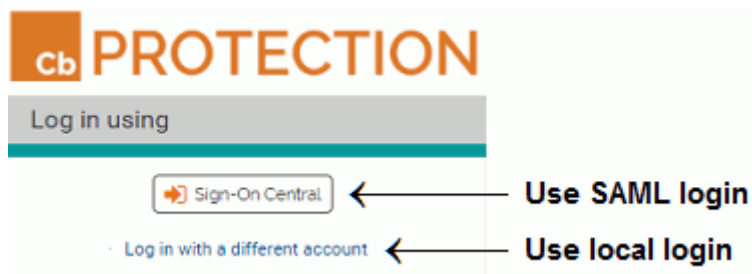 Cb PROTECTION
Log in using
Sign-On Central
Use SAML login
Log in with a different account
Use local login